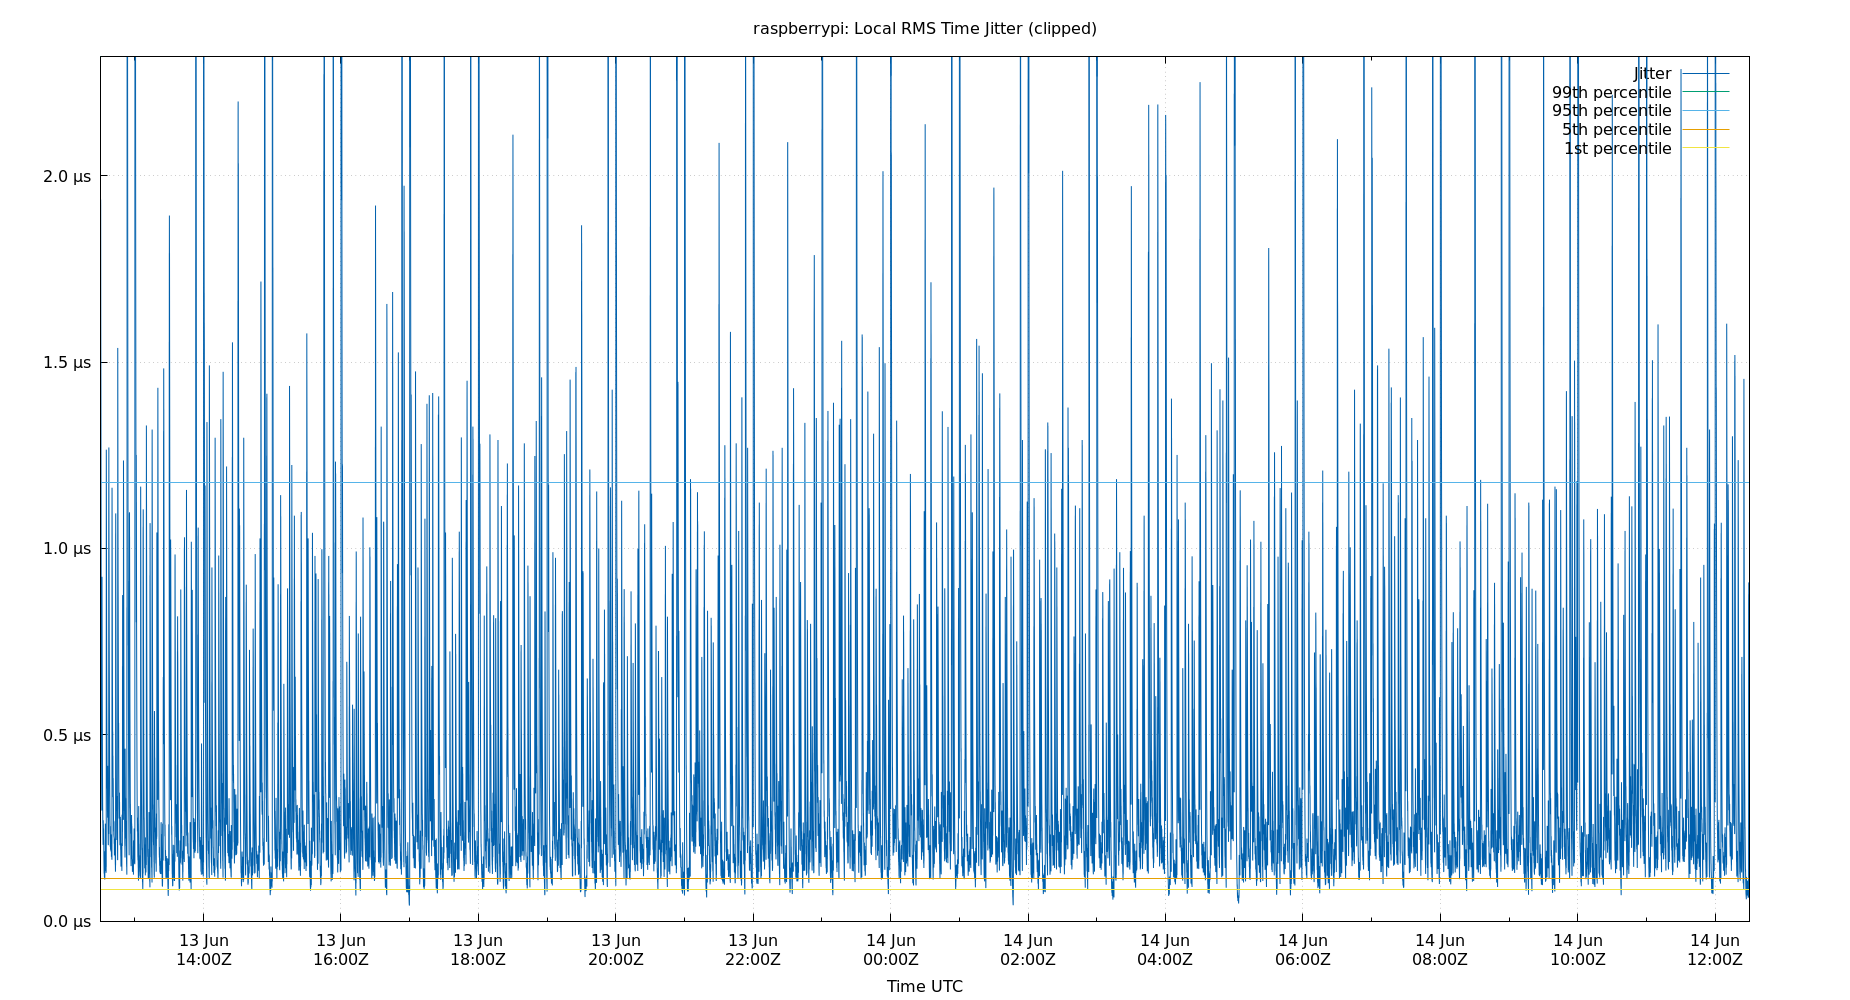 raspberrypi: Local RMS Time Jitter (clipped)
Jitter
99th percentile
95th percentile
5th percentile
1st percentile
2.0 µs
1.5 µs
1.0 µs
0.5 µs
0.0 µs
13 Jun 13 Jun 13 Jun 13 Jun 13 Jun 14 Jun 14 Jun 14 Jun 14 Jun 14 Jun 14 Jun 14 Jun
14:00Z 16:00Z 18:00Z 20:00Z 22:00Z 00:00Z 02:00Z 04:00Z 06:00Z 08:00Z 10:00Z 12:00Z
Time UTC